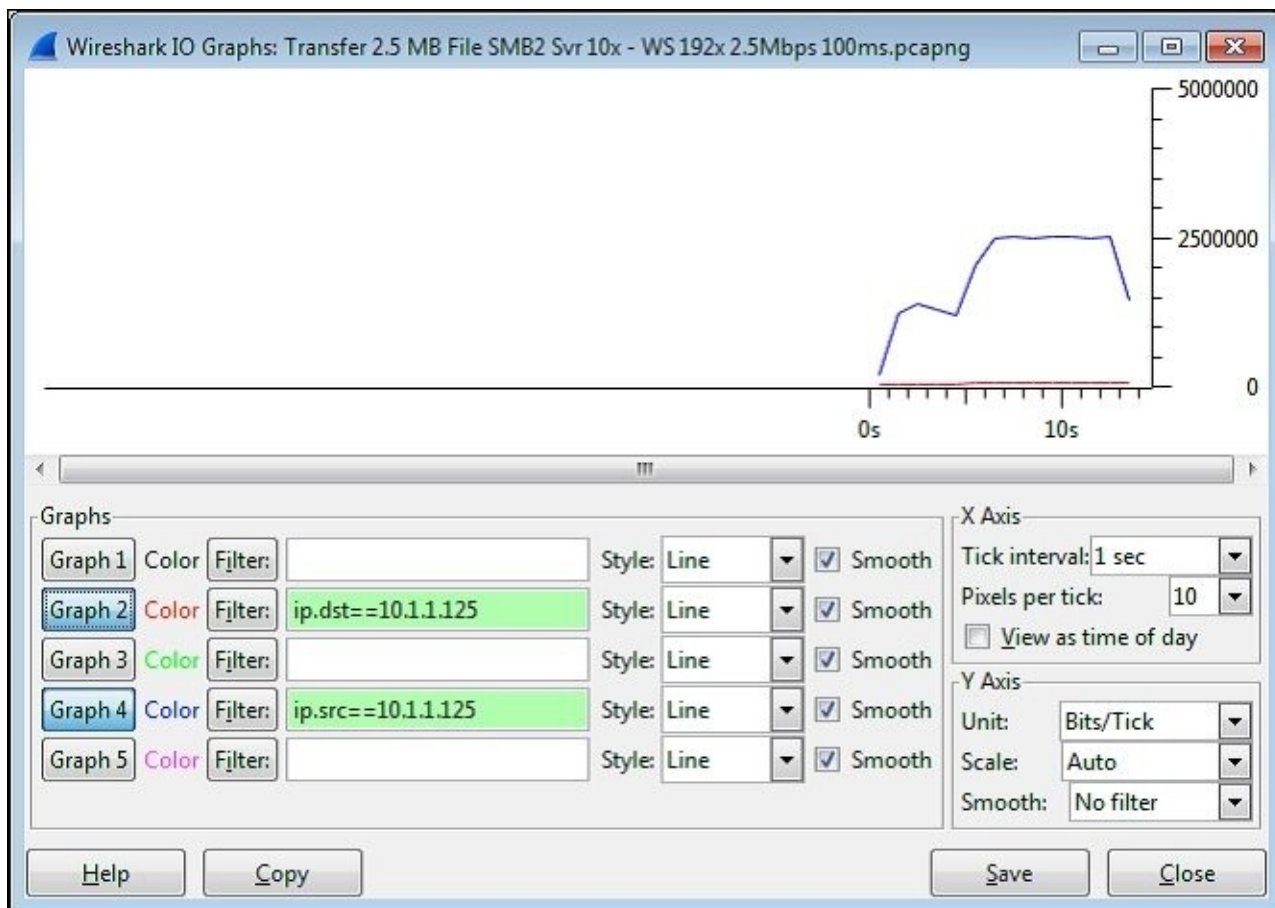 Wireshark IO Graphs: Transfer 2.5 MB File SMB2 Svr 10x - WS 192x 2.5Mbps 100ms.pcapng
5000000
2500000
0
0s 10s
Graphs
Graph 1 Color Filter: Style: Line Smooth
Graph 2 Color Filter: ip.dst==10.1.1.125 Style: Line Smooth
Graph 3 Color Filter: Style: Line Smooth
Graph 4 Color Filter: ip.src==10.1.1.125 Style: Line Smooth
Graph 5 Color Filter: Style: Line Smooth
X Axis
Tick interval: 1 sec
Pixels per tick: 10
View as time of day
Y Axis
Unit: Bits/Tick
Scale: Auto
Smooth: No filter
Help Copy Save Close